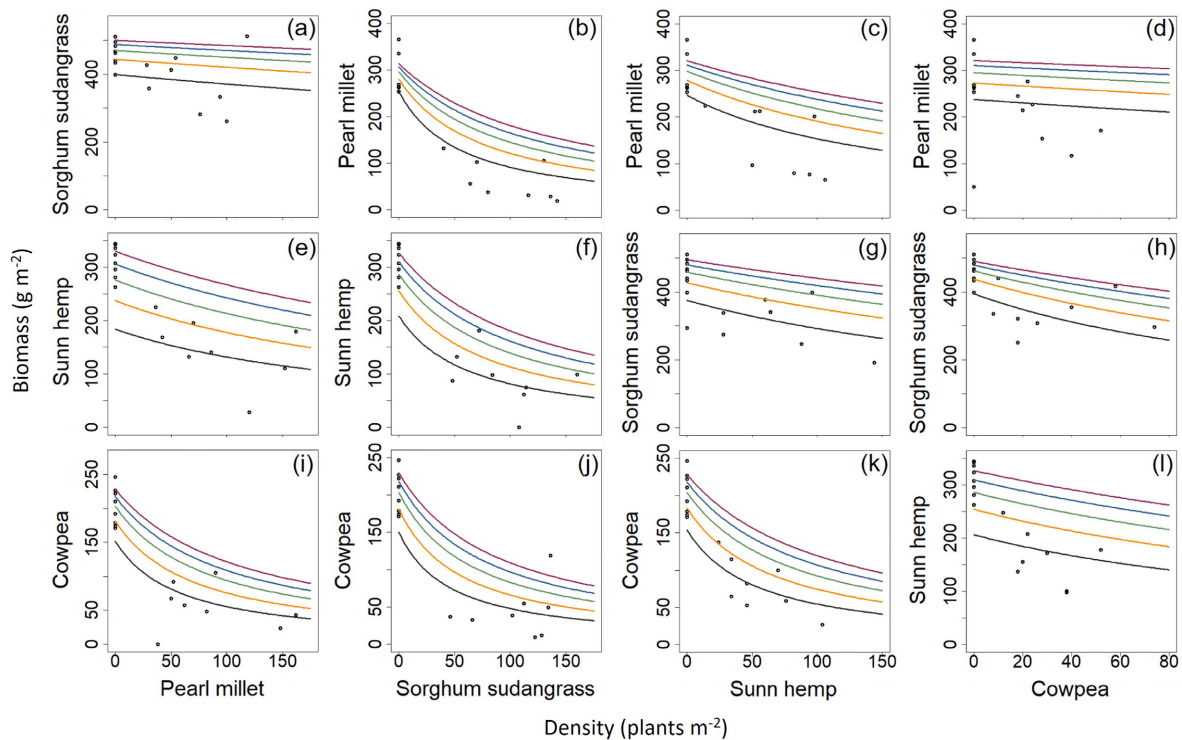 (a)
Sorghum sudangrass
0 200 400
(b)
Pearl millet
0 100 200 300 400
(c)
Pearl millet
0 100 200 300 400
(d)
Pearl millet
0 100 200 300 400
(e)
Sunn hemp
0 100 200 300
(f)
Sunn hemp
0 100 200 300
(g)
Sorghum sudangrass
0 200 400
(h)
Sorghum sudangrass
0 200 400
Biomass (g m-2)
(i)
Cowpea
0 50 150 250
0 50 100 150
Pearl millet
(j)
Cowpea
0 50 150 250
0 50 100 150
Sorghum sudangrass
(k)
Cowpea
0 50 150 250
0 50 100 150
Sunn hemp
(l)
Sunn hemp
0 100 200 300
0 20 40 60 80
Cowpea
Density (plants m-2)